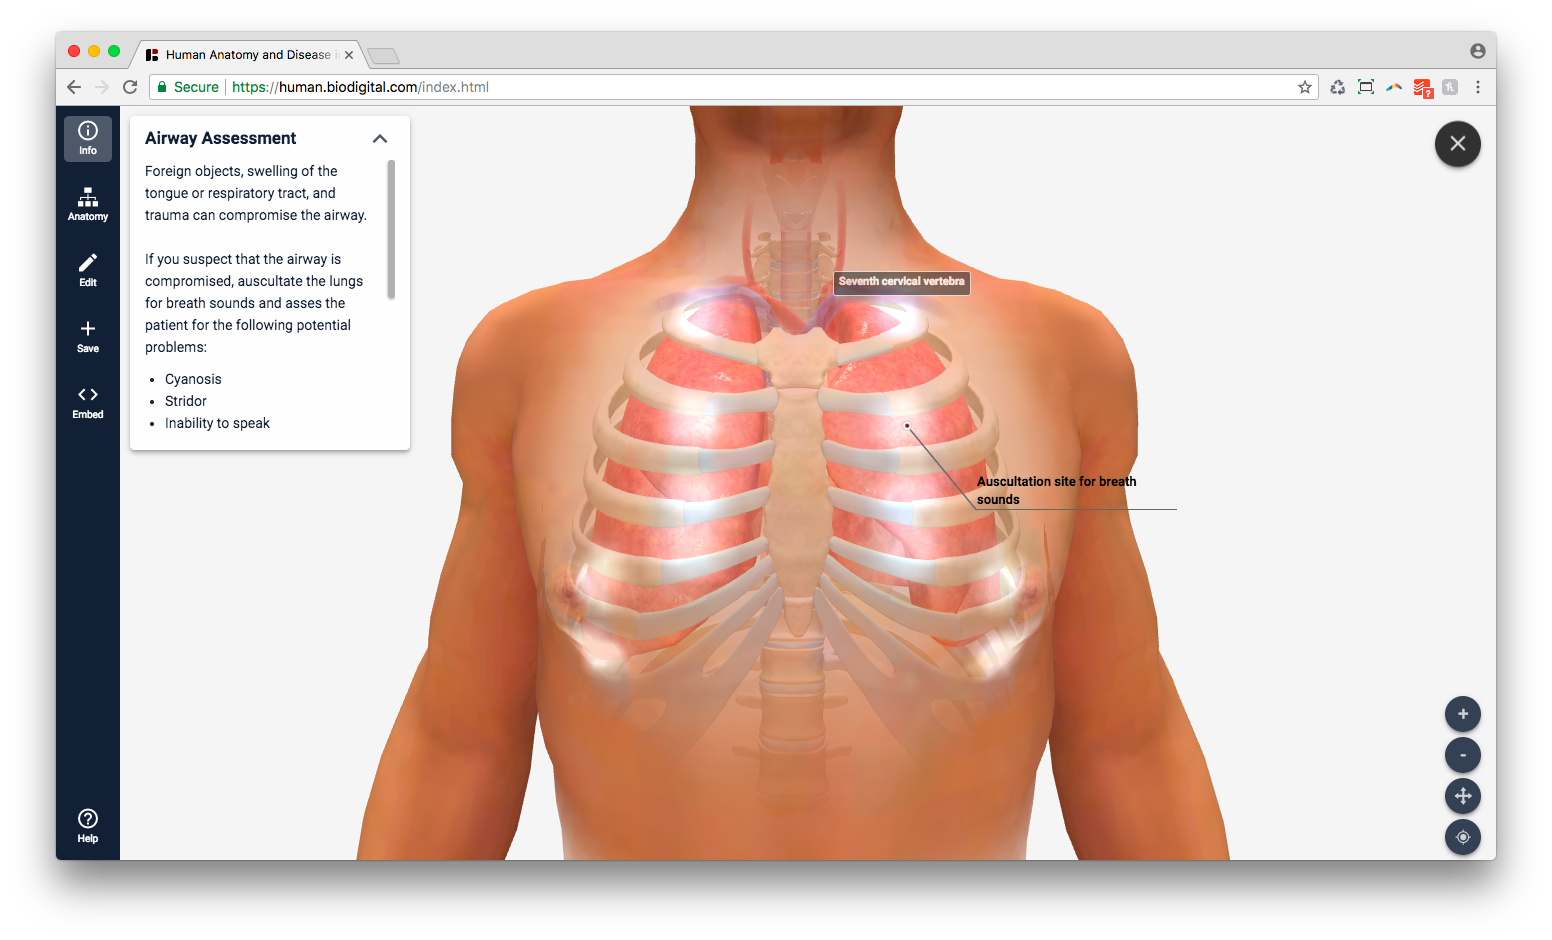 Human Anatomy and Disease i
Secure https://human.biodigital.com/index.html
Info
Anatomy
Edit
Save
Embed
Help
Airway Assessment
Foreign objects, swelling of the
tongue or respiratory tract, and
trauma can compromise the airway.
If you suspect that the airway is
compromised, auscultate the lungs
for breath sounds and asses the
patient for the following potential
problems:
• Cyanosis
• Stridor
• Inability to speak
Seventh cervical vertebra
Auscultation site for breath
sounds